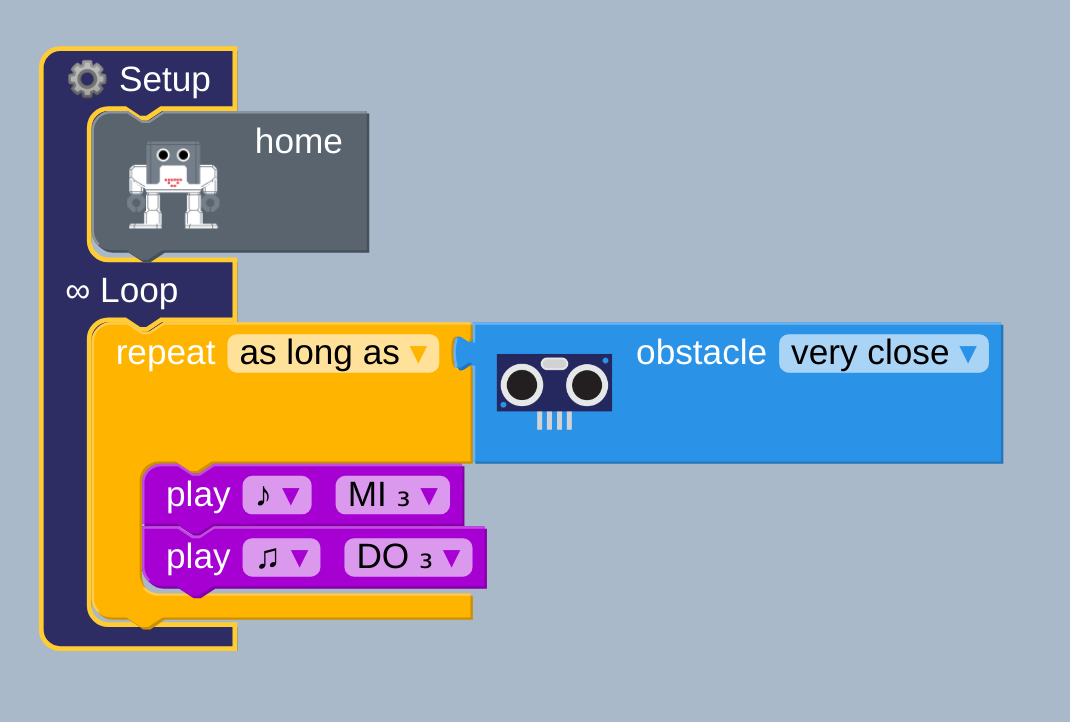 Setup
home
∞ Loop
repeat as long as ▼ obstacle very close ▼
play ♪ ▼ MI ₃ ▼
play ♫ ▼ DO ₃ ▼